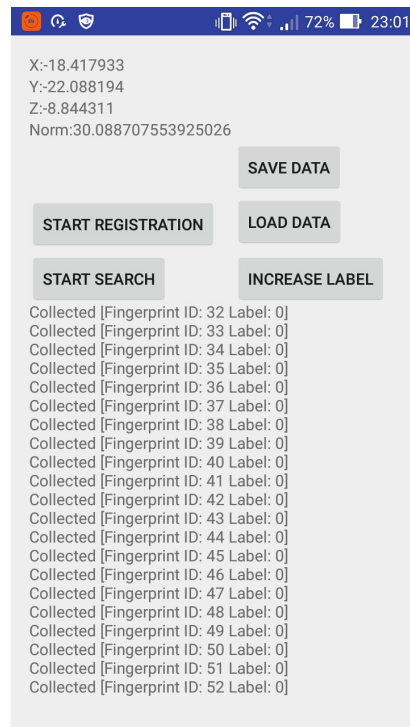 72% 23:01
X:-18.417933
Y:-22.088194
Z:-8.844311
Norm:30.088707553925026
SAVE DATA
START REGISTRATION
LOAD DATA
START SEARCH
INCREASE LABEL
Collected [Fingerprint ID: 32 Label: 0]
Collected [Fingerprint ID: 33 Label: 0]
Collected [Fingerprint ID: 34 Label: 0]
Collected [Fingerprint ID: 35 Label: 0]
Collected [Fingerprint ID: 36 Label: 0]
Collected [Fingerprint ID: 37 Label: 0]
Collected [Fingerprint ID: 38 Label: 0]
Collected [Fingerprint ID: 39 Label: 0]
Collected [Fingerprint ID: 40 Label: 0]
Collected [Fingerprint ID: 41 Label: 0]
Collected [Fingerprint ID: 42 Label: 0]
Collected [Fingerprint ID: 43 Label: 0]
Collected [Fingerprint ID: 44 Label: 0]
Collected [Fingerprint ID: 45 Label: 0]
Collected [Fingerprint ID: 46 Label: 0]
Collected [Fingerprint ID: 47 Label: 0]
Collected [Fingerprint ID: 48 Label: 0]
Collected [Fingerprint ID: 49 Label: 0]
Collected [Fingerprint ID: 50 Label: 0]
Collected [Fingerprint ID: 51 Label: 0]
Collected [Fingerprint ID: 52 Label: 0]